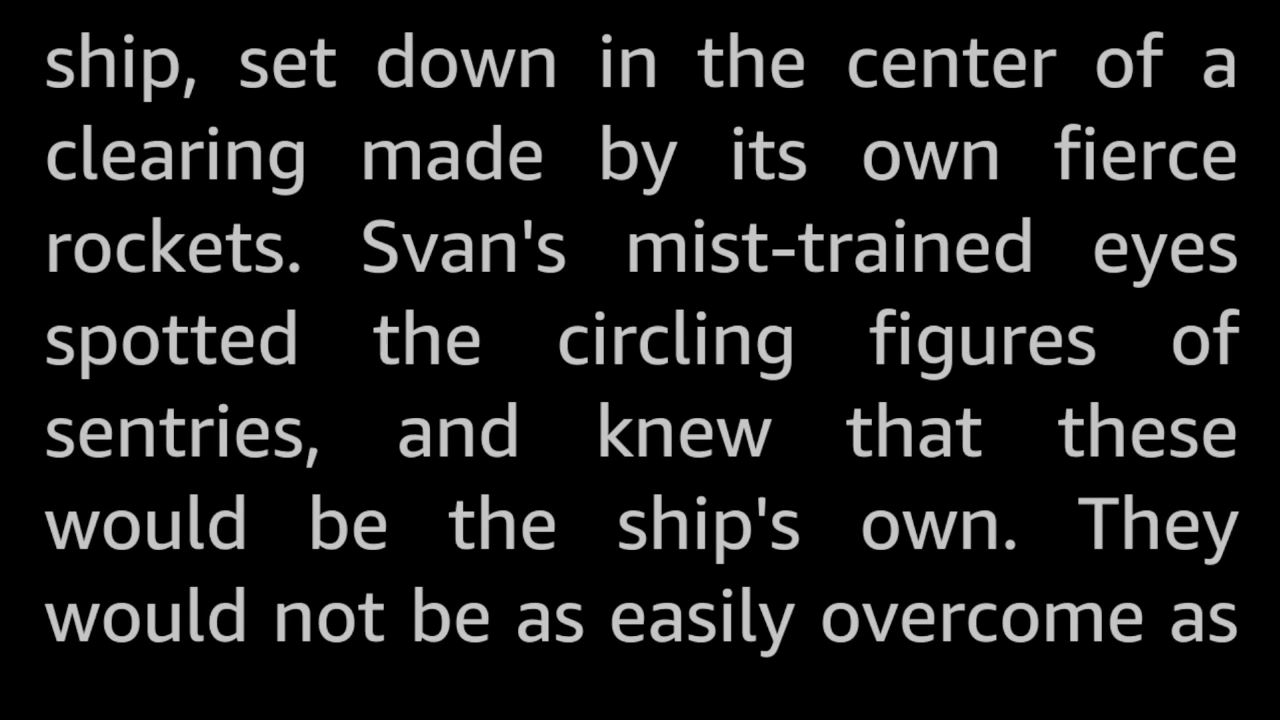 ship, set down in the center of a
clearing made by its own fierce
rockets. Svan's mist-trained eyes
spotted the circling figures of
sentries, and knew that these
would be the ship's own. They
would not be as easily overcome as